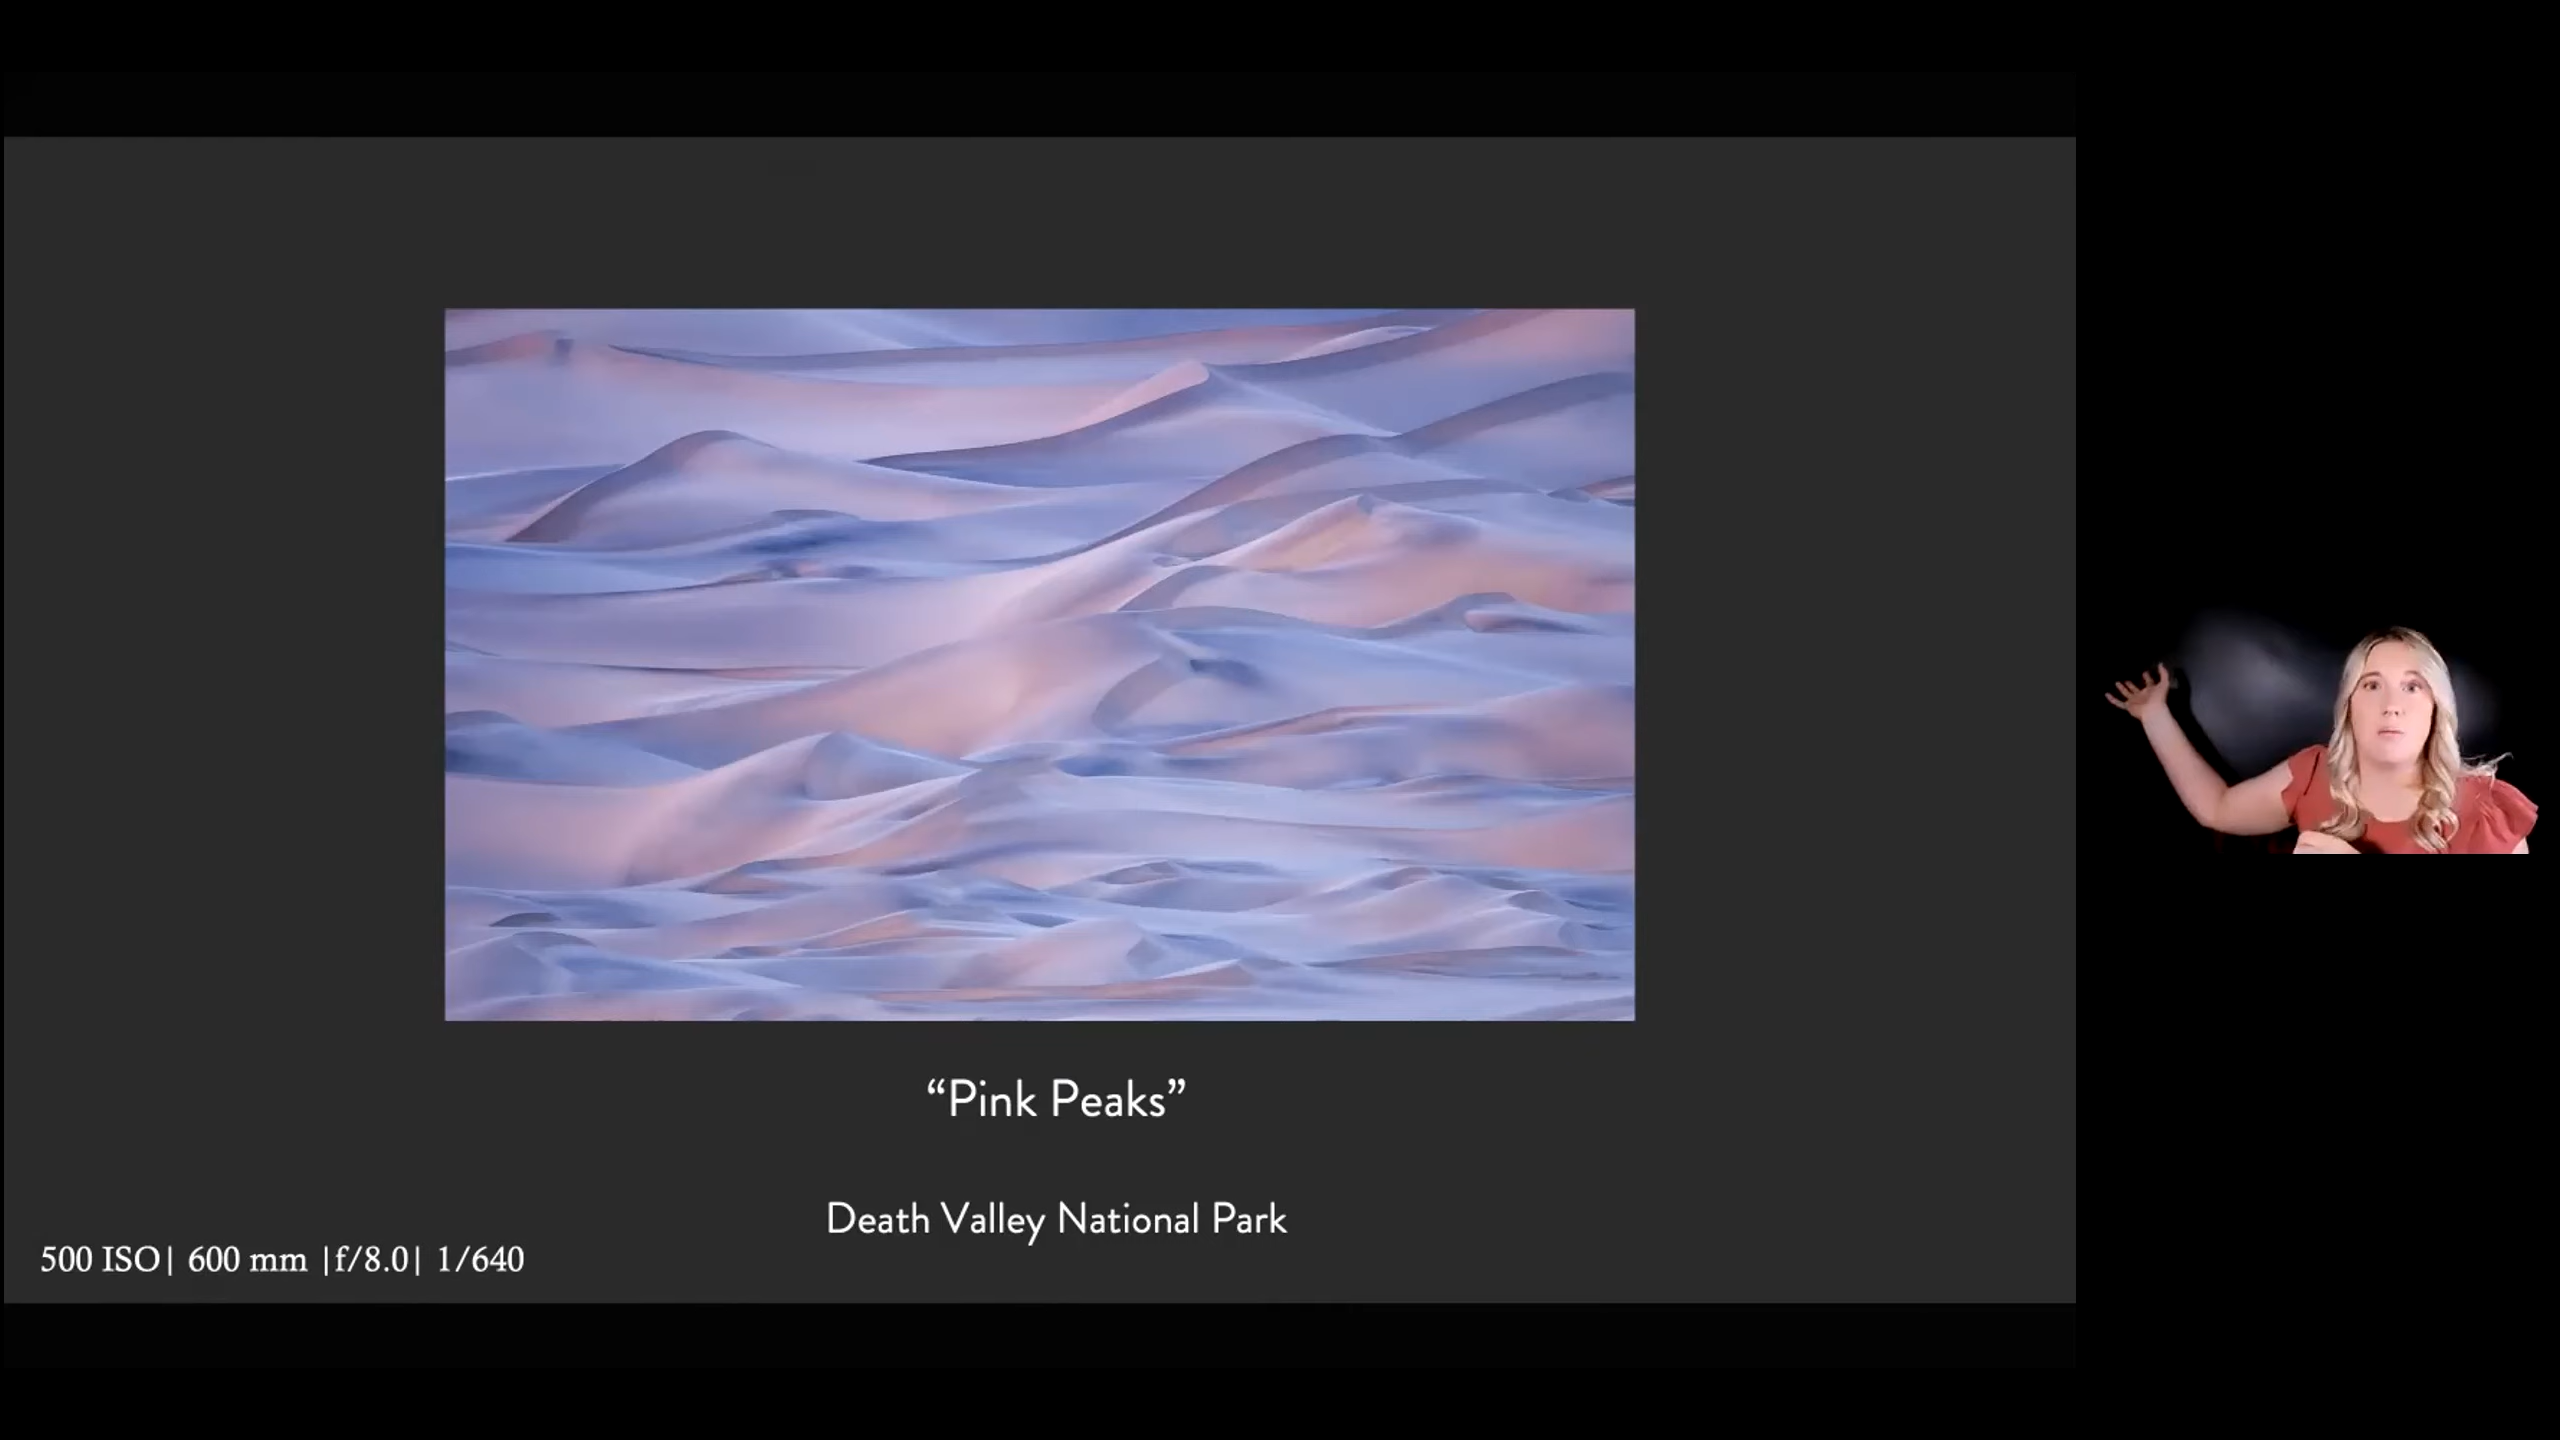 “Pink Peaks”
Death Valley National Park
500 ISO| 600 mm |f/8.0| 1/640